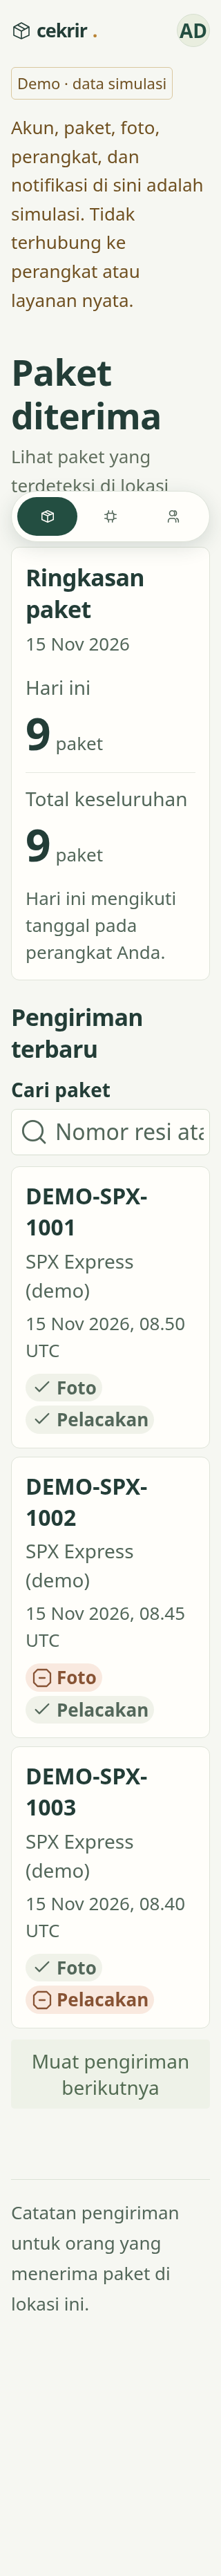 cekrir .
AD
Demo · data simulasi
Akun, paket, foto,
perangkat, dan
notifikasi di sini adalah
simulasi. Tidak
terhubung ke
perangkat atau
layanan nyata.
Paket
diterima
Lihat paket yang
terdeteksi di lokasi
Ringkasan
paket
15 Nov 2026
Hari ini
9 paket
Total keseluruhan
9 paket
Hari ini mengikuti
tanggal pada
perangkat Anda.
Pengiriman
terbaru
Cari paket
Nomor resi ata
DEMO-SPX-
1001
SPX Express
(demo)
15 Nov 2026, 08.50
UTC
Foto
Pelacakan
DEMO-SPX-
1002
SPX Express
(demo)
15 Nov 2026, 08.45
UTC
Foto
Pelacakan
DEMO-SPX-
1003
SPX Express
(demo)
15 Nov 2026, 08.40
UTC
Foto
Pelacakan
Muat pengiriman
berikutnya
Catatan pengiriman
untuk orang yang
menerima paket di
lokasi ini.